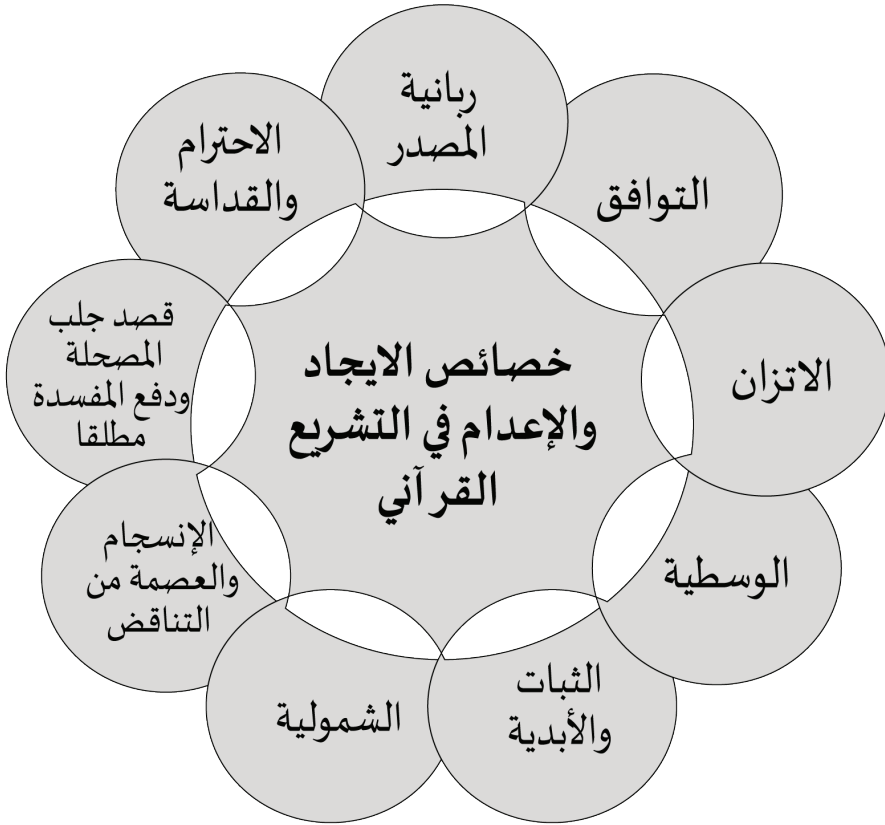 ربانية
المصدر
التوافق
الاتزان
الوسطية
الثبات
والأبدية
الشمولية
الإنسجام
والعصمة من
التناقض
قصد جلب
المصحلة
ودفع المفسدة
مطلقا
الاحترام
والقداسة
خصائص الايجاد
والإعدام في التشريع
القرآني